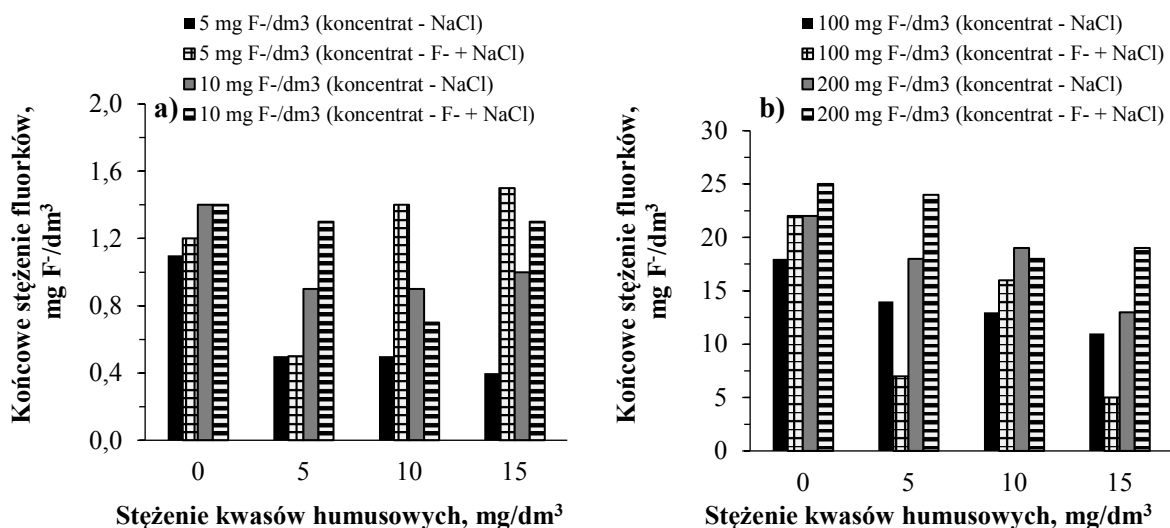 5 mg F-/dm3 (koncentrat - NaCl)
5 mg F-/dm3 (koncentrat - F- + NaCl)
10 mg F-/dm3 (koncentrat - NaCl)
10 mg F-/dm3 (koncentrat - F- + NaCl)
a)
Końcowe stężenie fluorków,
mg F⁻/dm³
2,0
1,6
1,2
0,8
0,4
0,0
0 5 10 15
Stężenie kwasów humusowych, mg/dm³
100 mg F-/dm3 (koncentrat - NaCl)
100 mg F-/dm3 (koncentrat - F- + NaCl)
200 mg F-/dm3 (koncentrat - NaCl)
200 mg F-/dm3 (koncentrat - F- + NaCl)
b)
Końcowe stężenie fluorków,
mg F⁻/dm³
30
25
20
15
10
5
0
0 5 10 15
Stężenie kwasów humusowych, mg/dm³